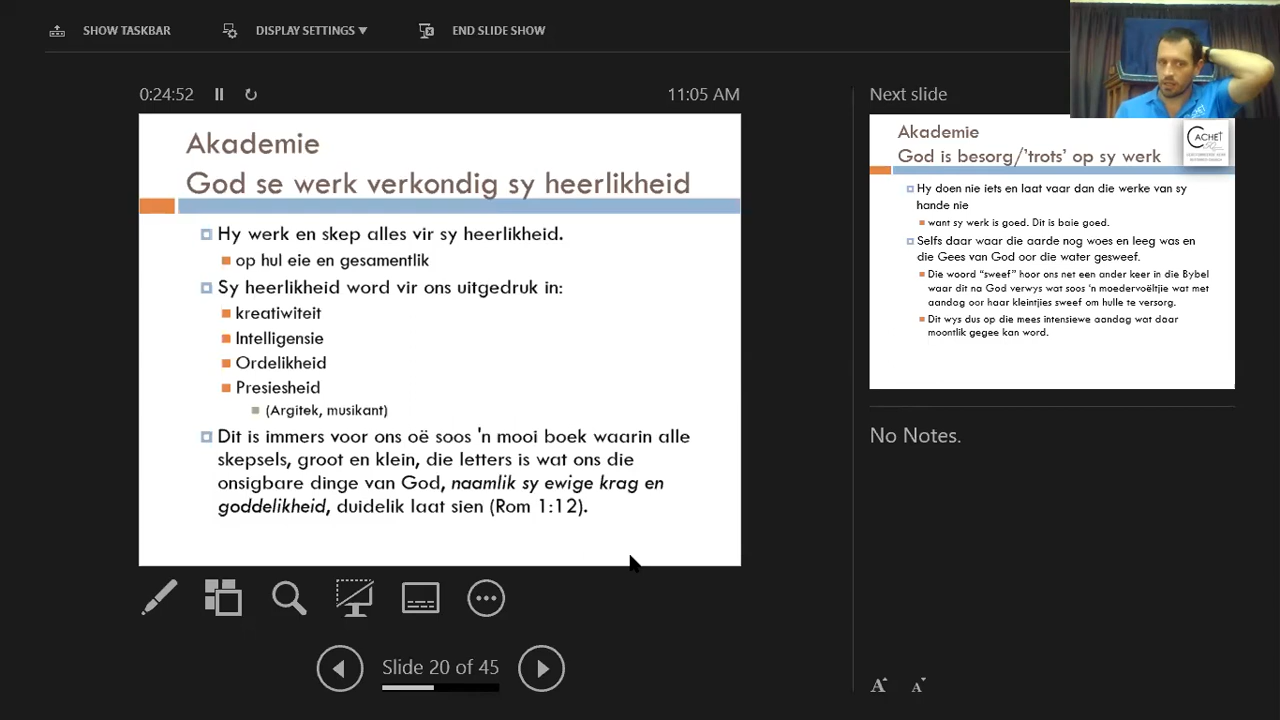 SHOW TASKBAR
DISPLAY SETTINGS
END SLIDE SHOW
0:24:52
11:05 AM
Akademie
God se werk verkondig sy heerlikheid
Hy werk en skep alles vir sy heerlikheid.
op hul eie en gesamentlik
Sy heerlikheid word vir ons uitgedruk in:
kreatiwiteit
Intelligensie
Ordelikheid
Presiesheid
(Argitek, musikant)
Dit is immers voor ons oë soos 'n mooi boek waarin alle
skepsels, groot en klein, die letters is wat ons die
onsigbare dinge van God, naamlik sy ewige krag en
goddelikheid, duidelik laat sien (Rom 1:12).
Slide 20 of 45
Next slide
Akademie
God is besorg/'trots' op sy werk
CACHET
Hy doen nie iets en laat vaar dan die werke van sy
hande nie
want sy werk is goed. Dit is baie goed.
Selfs daar waar die aarde nog woes en leeg was en
die Gees van God oor die water gesweef.
Die woord "sweef" hoor ons net een ander keer in die Bybel
waar dit na God verwys wat soos 'n moedervoëltjie wat met
aandag oor haar kleintjies sweef om hulle te versorg.
Dit wys dus op die mees intensiewe aandag wat daar
moontlik gegee kan word.
No Notes.
A A